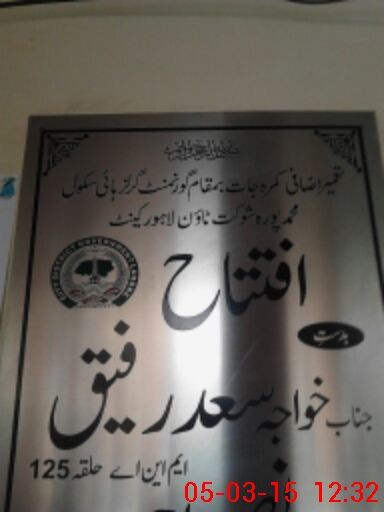 تعمیر اضافی کمرہ جات بمقام گورنمنٹ گرلز ہائی سکول
محمد پورہ شوکت ٹاؤن لاہور کینٹ
افتتاح
بدست
جناب خواجہ سعد رفیق
ایم این اے حلقہ 125
05-03-15 12:32